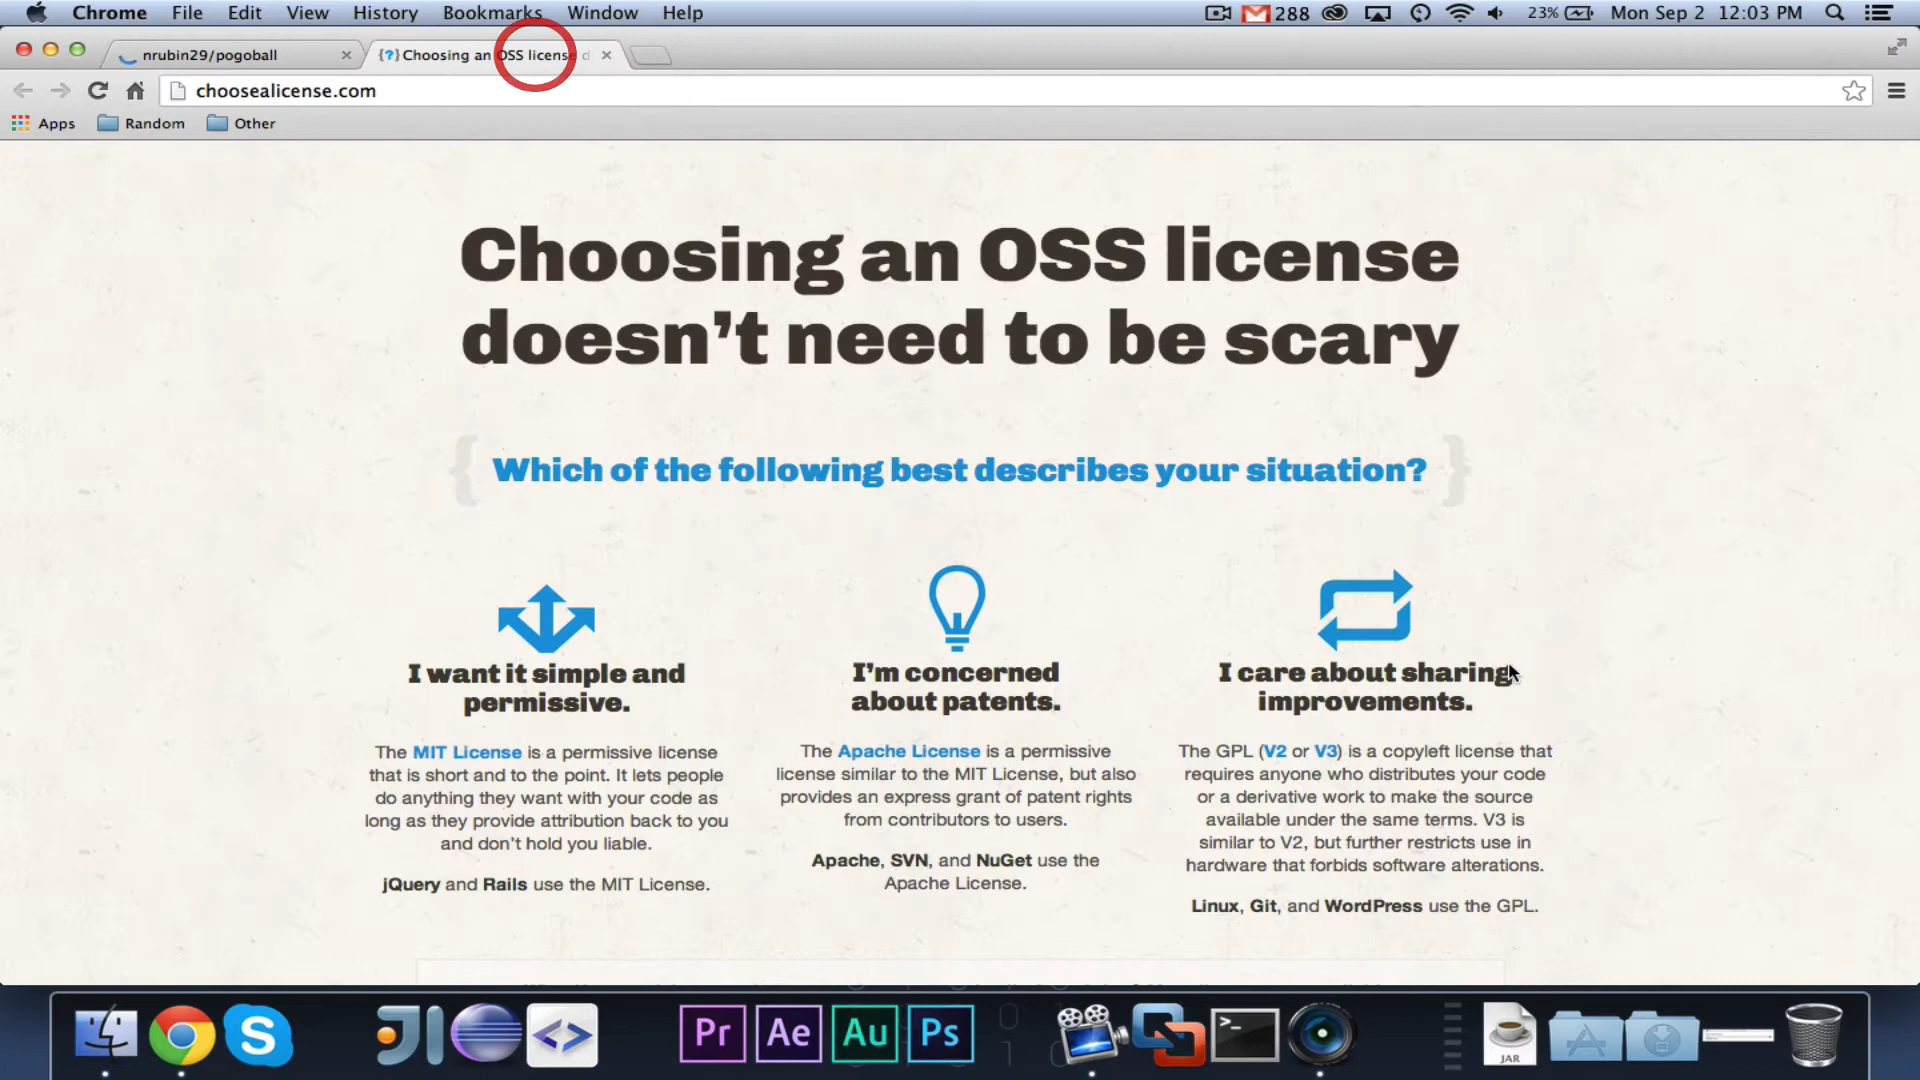 Chrome File Edit View History Bookmarks Window Help 288 23% Mon Sep 2 12:03 PM
nrubin29/pogoball {?} Choosing an OSS license d
choosealicense.com
Apps Random Other
Choosing an OSS license
doesn’t need to be scary
{ Which of the following best describes your situation? }
I want it simple and
permissive.
The MIT License is a permissive license
that is short and to the point. It lets people
do anything they want with your code as
long as they provide attribution back to you
and don’t hold you liable.
jQuery and Rails use the MIT License.
I’m concerned
about patents.
The Apache License is a permissive
license similar to the MIT License, but also
provides an express grant of patent rights
from contributors to users.
Apache, SVN, and NuGet use the
Apache License.
I care about sharing
improvements.
The GPL (V2 or V3) is a copyleft license that
requires anyone who distributes your code
or a derivative work to make the source
available under the same terms. V3 is
similar to V2, but further restricts use in
hardware that forbids software alterations.
Linux, Git, and WordPress use the GPL.
Pr Ae Au Ps
JAR